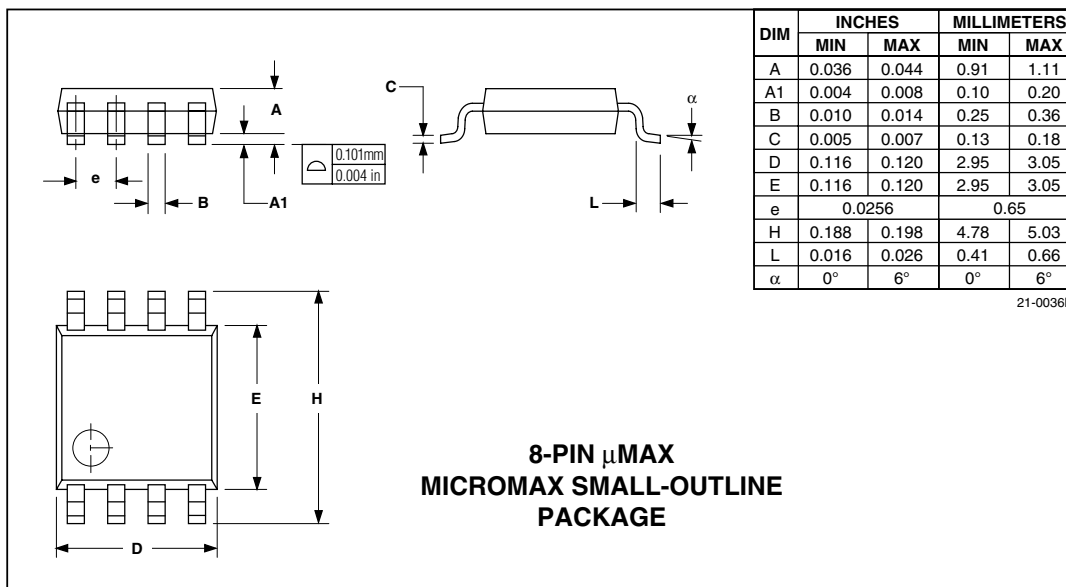 DIM INCHES MILLIMETERS
MIN MAX MIN MAX
A 0.036 0.044 0.91 1.11
A1 0.004 0.008 0.10 0.20
B 0.010 0.014 0.25 0.36
C 0.005 0.007 0.13 0.18
D 0.116 0.120 2.95 3.05
E 0.116 0.120 2.95 3.05
e 0.0256 0.65
H 0.188 0.198 4.78 5.03
L 0.016 0.026 0.41 0.66
α 0° 6° 0° 6°
A
C
α
0.101mm
0.004 in
e
B
A1
L
E
H
D
8-PIN µMAX
MICROMAX SMALL-OUTLINE
PACKAGE